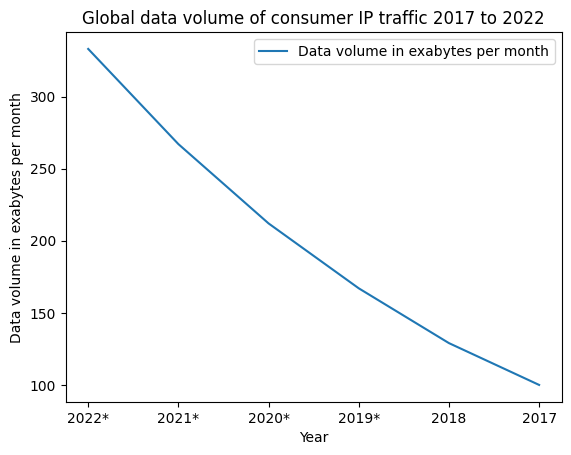 Global data volume of consumer IP traffic 2017 to 2022
Data volume in exabytes per month
Data volume in exabytes per month
300
250
200
150
100
2022*
2021*
2020*
2019*
2018
2017
Year